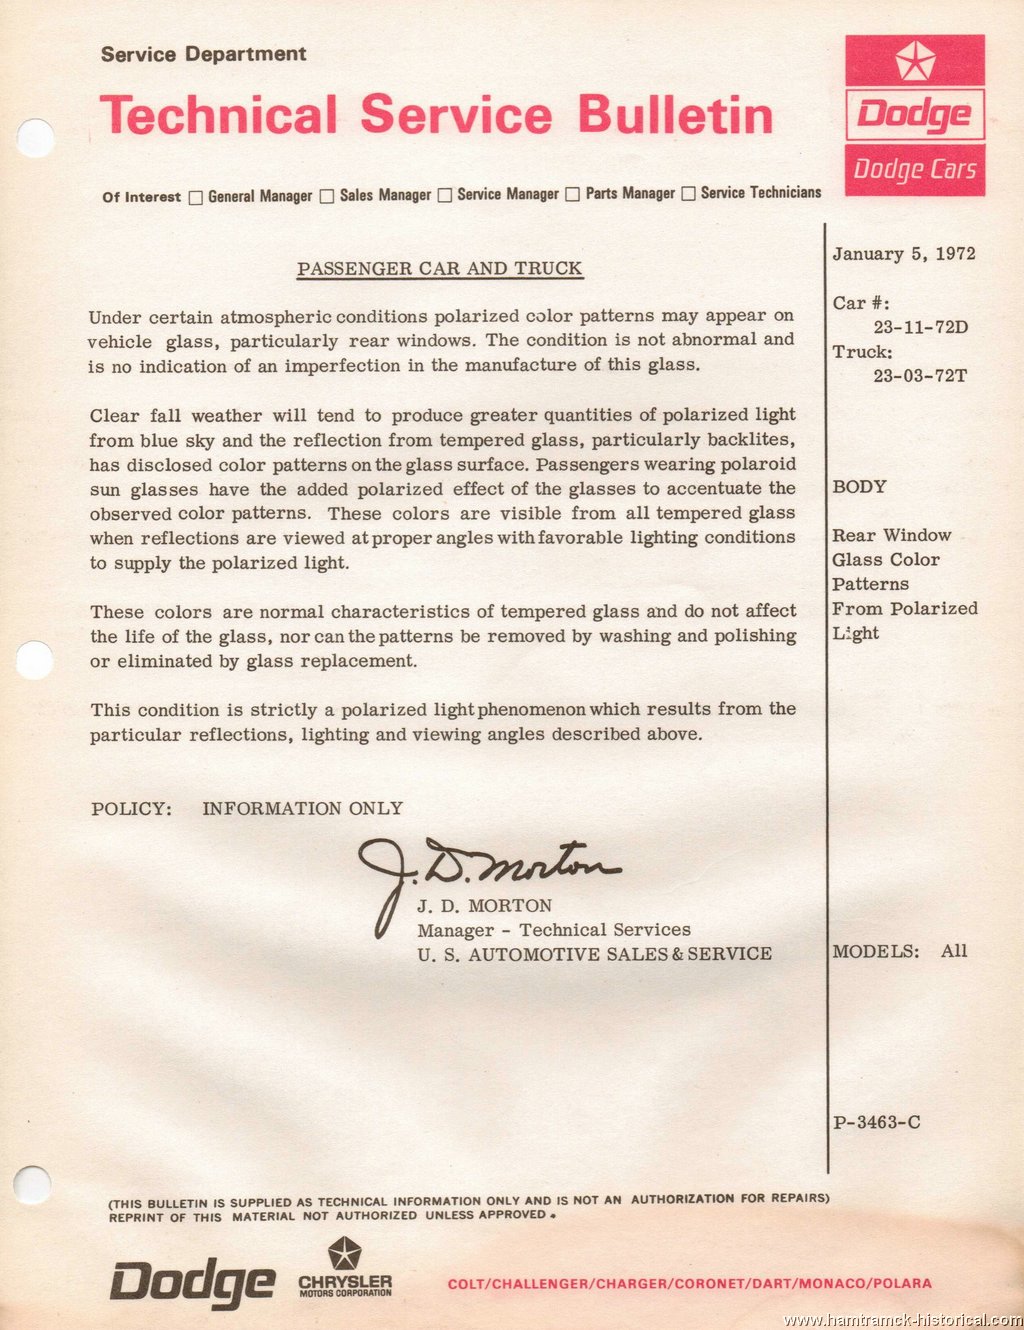 Service Department
Technical Service Bulletin
Dodge
Dodge Cars
Of Interest □ General Manager □ Sales Manager □ Service Manager □ Parts Manager □ Service Technicians
PASSENGER CAR AND TRUCK
Under certain atmospheric conditions polarized color patterns may appear on
vehicle glass, particularly rear windows. The condition is not abnormal and
is no indication of an imperfection in the manufacture of this glass.
Clear fall weather will tend to produce greater quantities of polarized light
from blue sky and the reflection from tempered glass, particularly backlites,
has disclosed color patterns on the glass surface. Passengers wearing polaroid
sun glasses have the added polarized effect of the glasses to accentuate the
observed color patterns. These colors are visible from all tempered glass
when reflections are viewed at proper angles with favorable lighting conditions
to supply the polarized light.
These colors are normal characteristics of tempered glass and do not affect
the life of the glass, nor can the patterns be removed by washing and polishing
or eliminated by glass replacement.
This condition is strictly a polarized light phenomenon which results from the
particular reflections, lighting and viewing angles described above.
POLICY: INFORMATION ONLY
J. D. Morton
J. D. MORTON
Manager - Technical Services
U. S. AUTOMOTIVE SALES & SERVICE
January 5, 1972
Car #:
23-11-72D
Truck:
23-03-72T
BODY
Rear Window
Glass Color
Patterns
From Polarized
Light
MODELS: All
P-3463-C
(THIS BULLETIN IS SUPPLIED AS TECHNICAL INFORMATION ONLY AND IS NOT AN AUTHORIZATION FOR REPAIRS)
REPRINT OF THIS MATERIAL NOT AUTHORIZED UNLESS APPROVED.
Dodge
CHRYSLER
MOTORS CORPORATION
COLT/CHALLENGER/CHARGER/CORONET/DART/MONACO/POLARA
www.hamtramck-historical.com